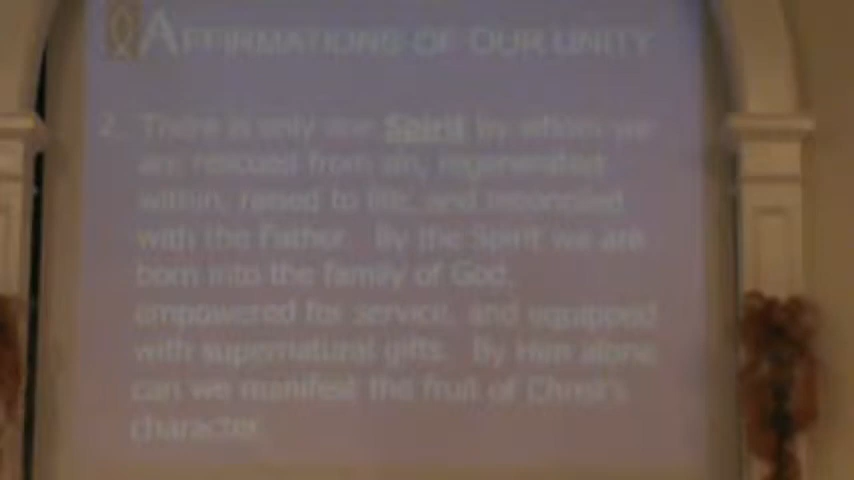 AFFIRMATIONS OF OUR UNITY
2. There is only one Spirit by whom we
are rescued from sin, regenerated
within, raised to life, and reconciled
with the Father. By the Spirit we are
born into the family of God,
empowered for service, and equipped
with supernatural gifts. By Him alone
can we manifest the fruit of Christ's
character.